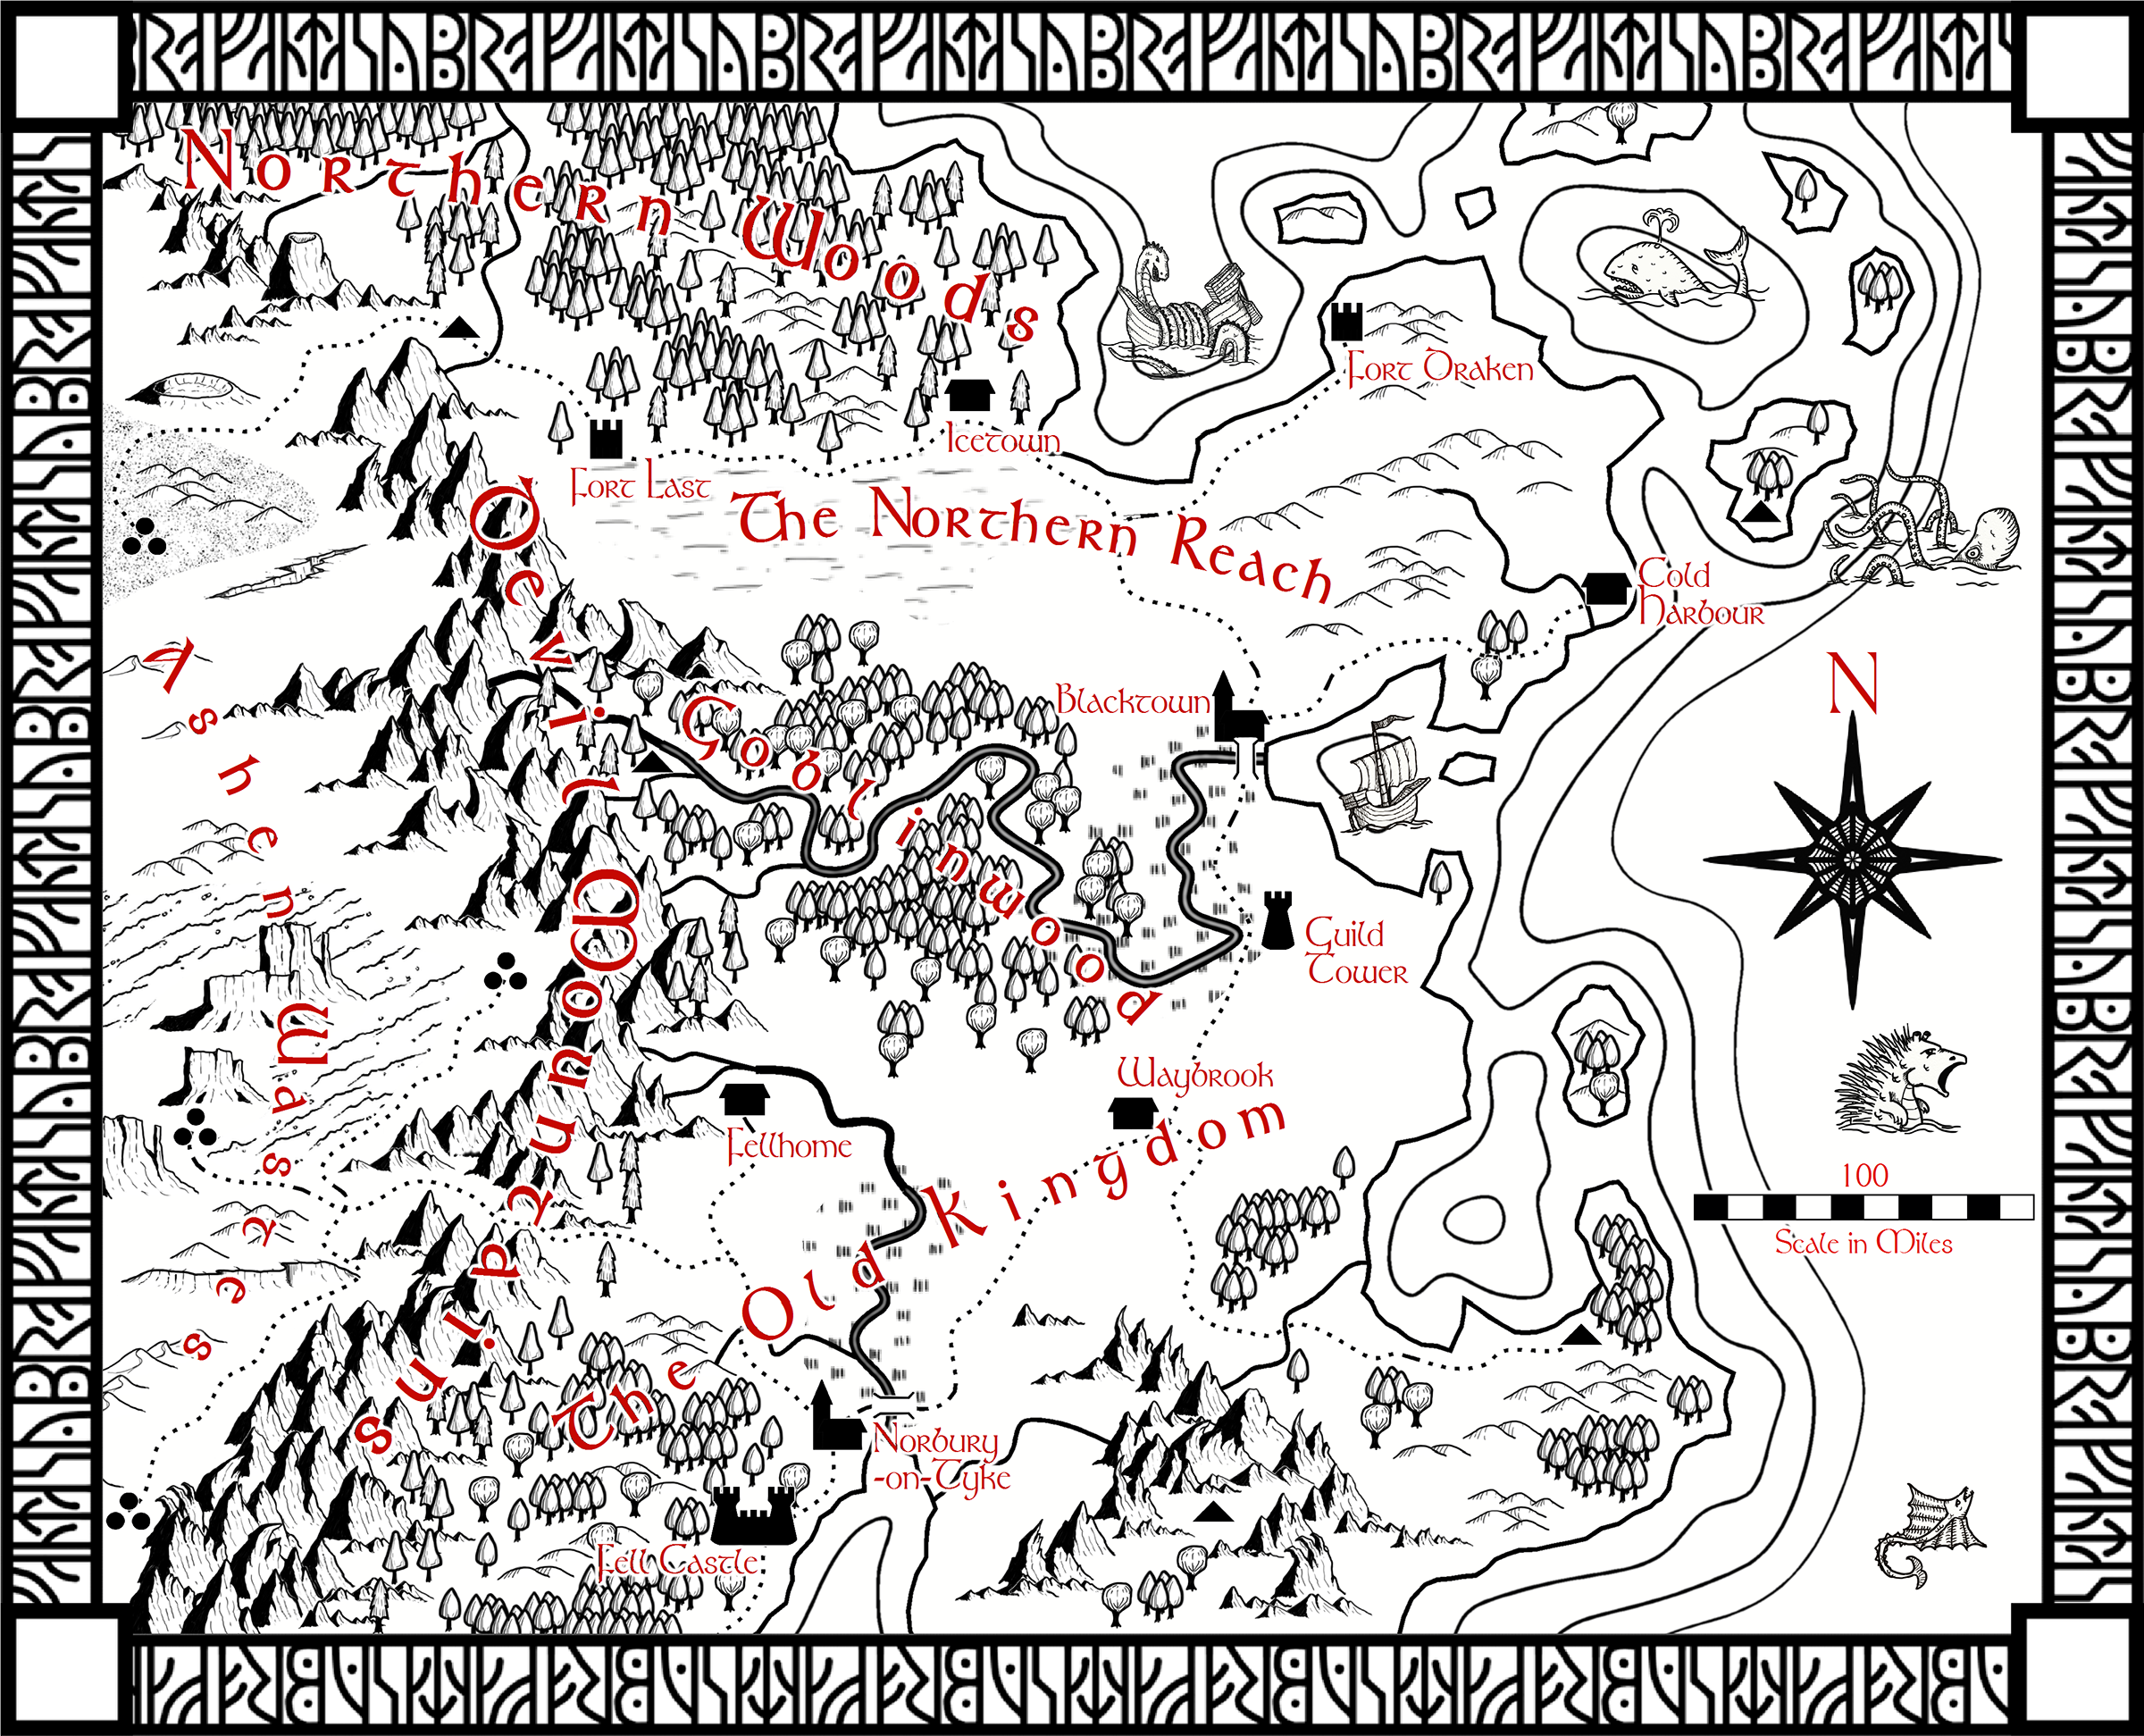 Northern Woods
Fort Draken
Icetown
Fort Last
The Northern Reach
Cold
Harbour
Devil Mountains
Ashen Wastes
Blacktown
Goblinwood
N
Guild
Tower
Waybrook
Fellhome
The Old Kingdom
100
Scale in Miles
Norbury
-on-Tyke
Fell Castle